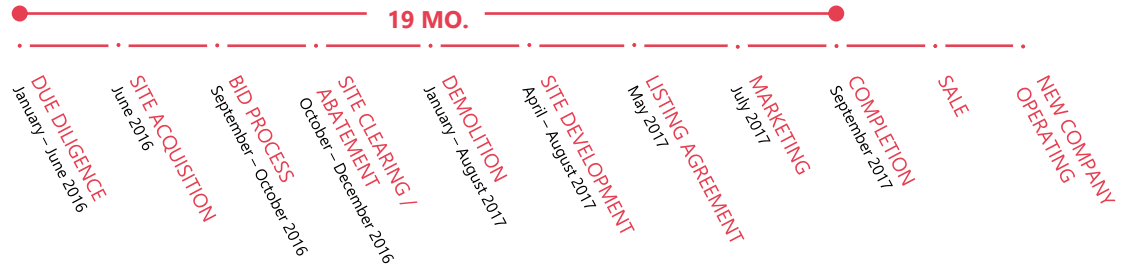 19 MO.
DUE DILIGENCE
January – June 2016
SITE ACQUISITION
June 2016
BID PROCESS
September – October 2016
SITE CLEARING /
ABATEMENT
October – December 2016
DEMOLITION
January – August 2017
SITE DEVELOPMENT
April – August 2017
LISTING AGREEMENT
May 2017
MARKETING
July 2017
COMPLETION
September 2017
SALE
NEW COMPANY
OPERATING